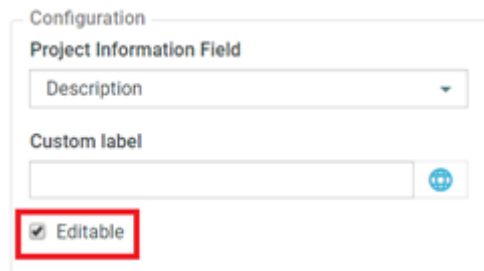 Configuration
Project Information Field
Description
Custom label
Editable